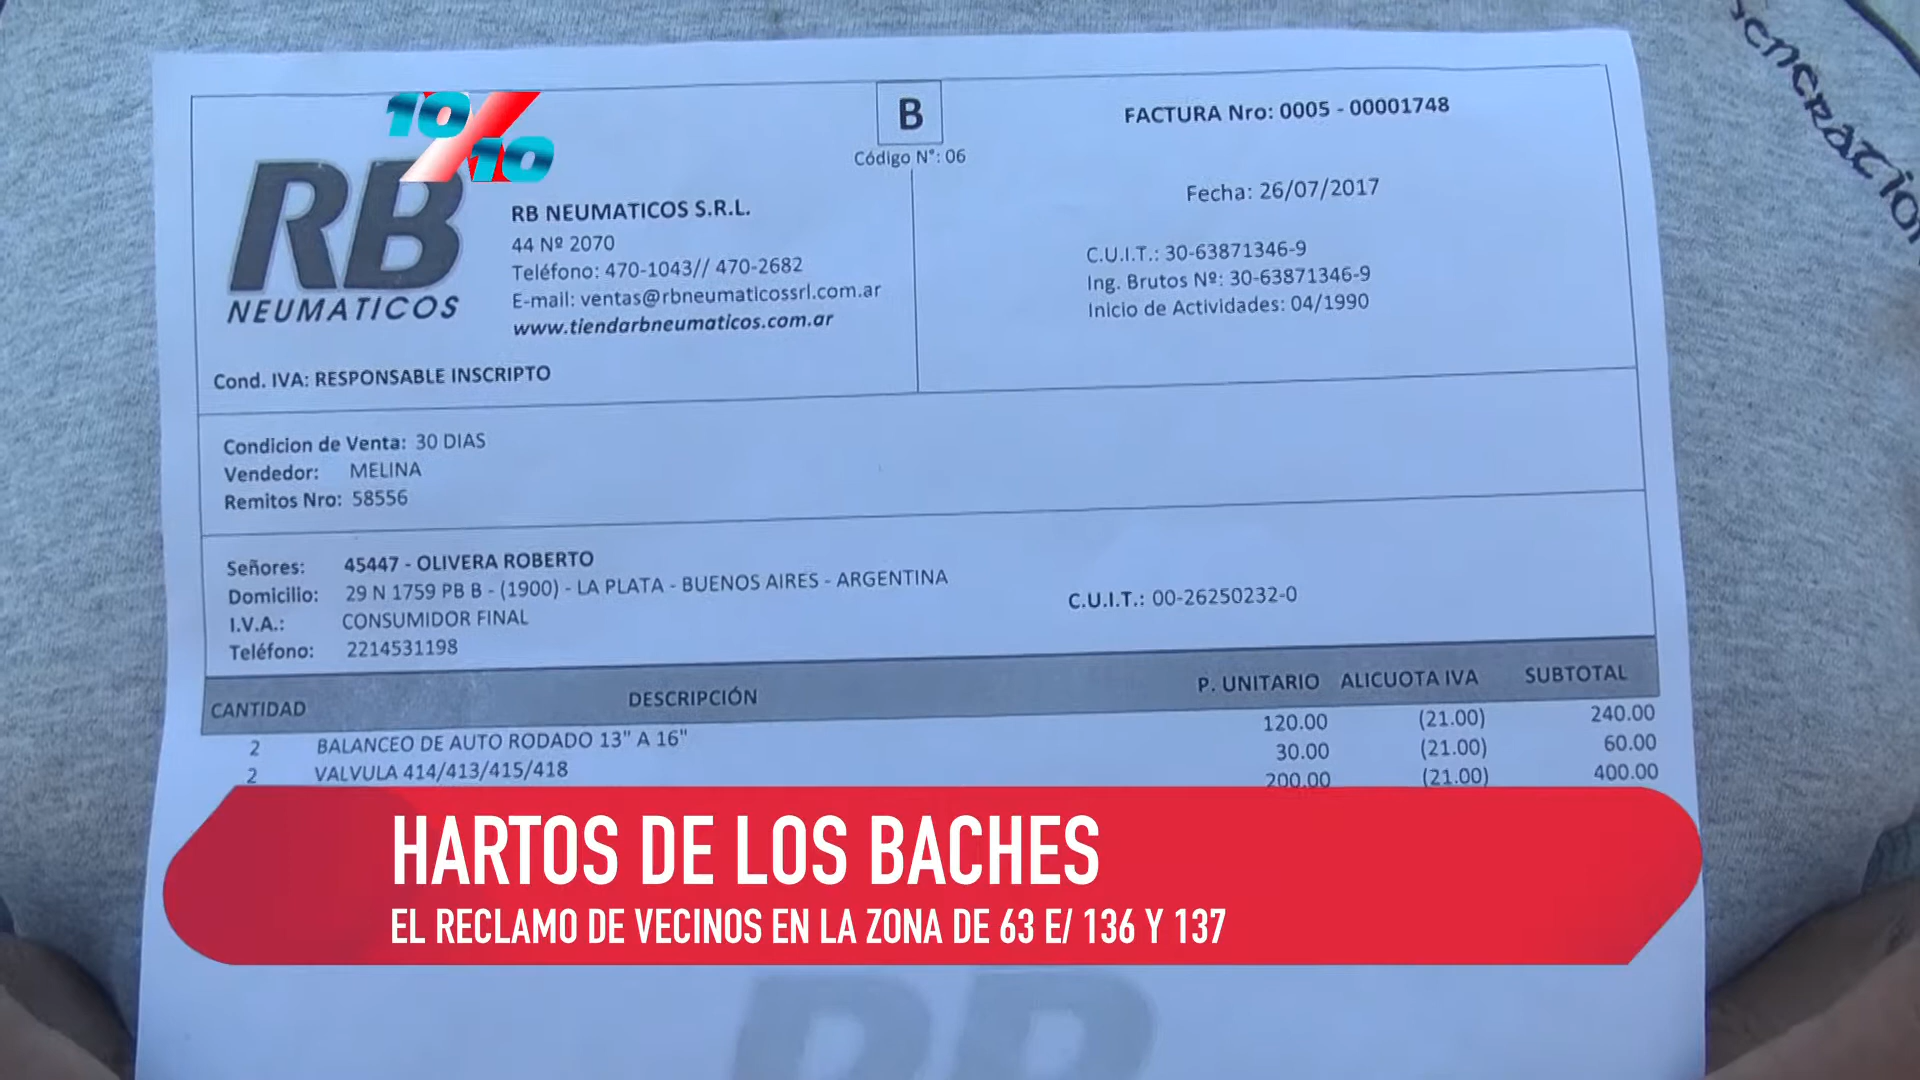 10/10
B
Código N°: 06
FACTURA Nro: 0005 - 00001748
Fecha: 26/07/2017
RB
NEUMATICOS
RB NEUMATICOS S.R.L.
44 Nº 2070
Teléfono: 470-1043// 470-2682
E-mail: ventas@rbneumaticossrl.com.ar
www.tiendarbneumaticos.com.ar
C.U.I.T.: 30-63871346-9
Ing. Brutos Nº: 30-63871346-9
Inicio de Actividades: 04/1990
Cond. IVA: RESPONSABLE INSCRIPTO
Condicion de Venta: 30 DIAS
Vendedor: MELINA
Remitos Nro: 58556
Señores: 45447 - OLIVERA ROBERTO
Domicilio: 29 N 1759 PB B - (1900) - LA PLATA - BUENOS AIRES - ARGENTINA
I.V.A.: CONSUMIDOR FINAL
C.U.I.T.: 00-26250232-0
Teléfono: 2214531198
CANTIDAD DESCRIPCIÓN P. UNITARIO ALICUOTA IVA SUBTOTAL
2 BALANCEO DE AUTO RODADO 13" A 16" 120.00 (21.00) 240.00
2 VALVULA 414/413/415/418 30.00 (21.00) 60.00
200.00 (21.00) 400.00
HARTOS DE LOS BACHES
EL RECLAMO DE VECINOS EN LA ZONA DE 63 E/ 136 Y 137
RB